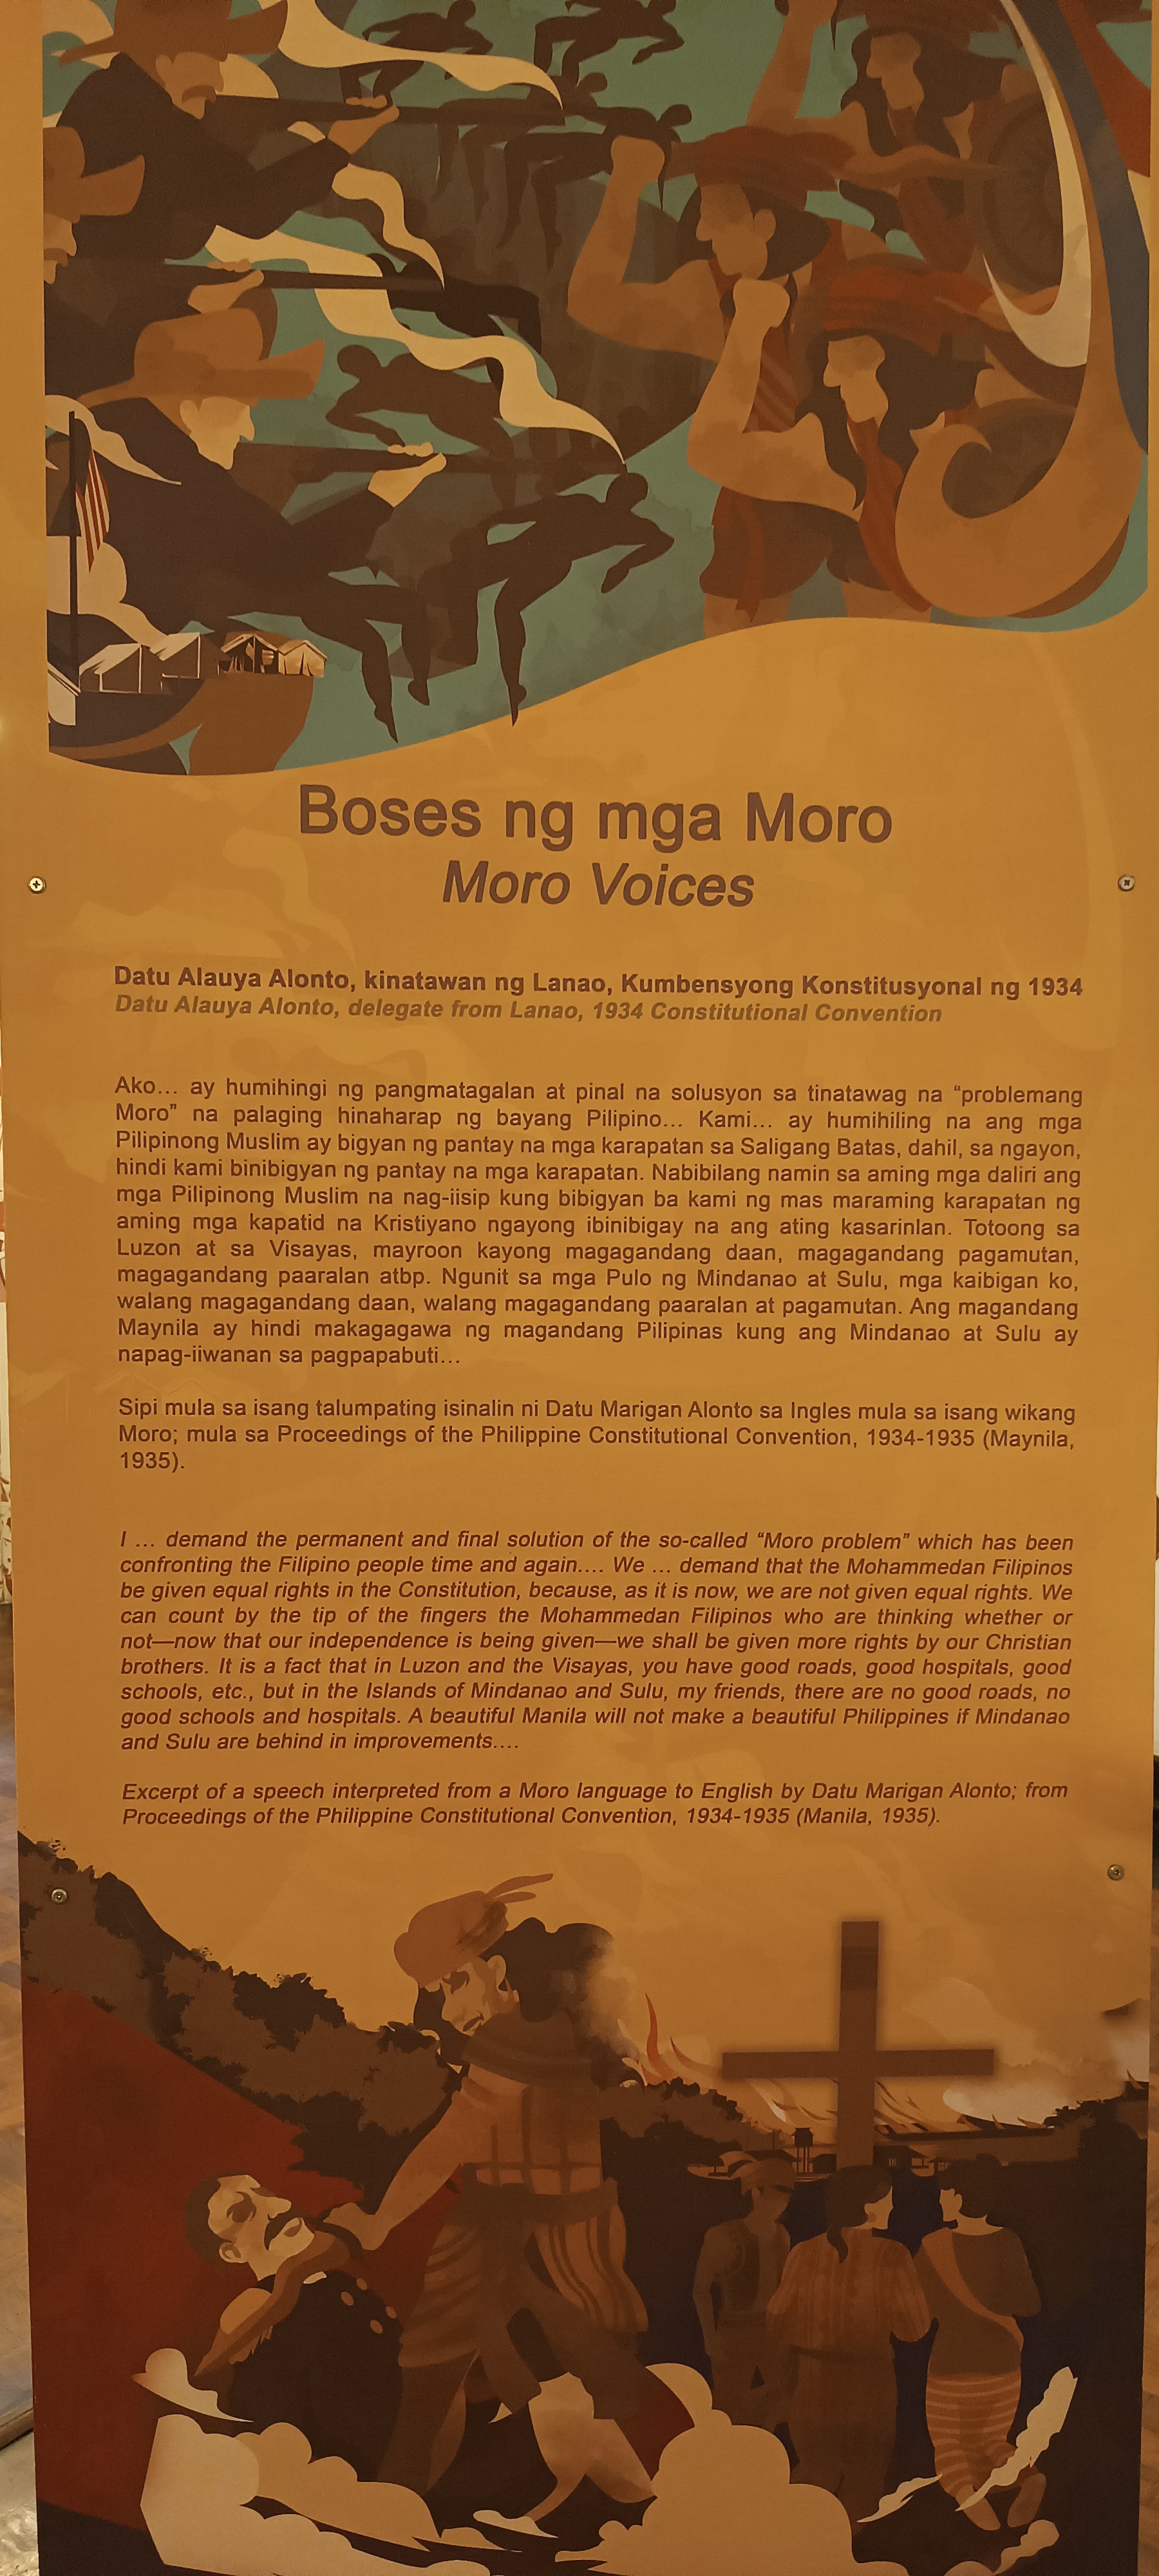 Boses ng mga Moro
Moro Voices
Datu Alauya Alonto, kinatawan ng Lanao, Kumbensyong Konstitusyonal ng 1934
Datu Alauya Alonto, delegate from Lanao, 1934 Constitutional Convention
Ako... ay humihingi ng pangmatagalan at pinal na solusyon sa tinatawag na “problemang
Moro” na palaging hinaharap ng bayang Pilipino... Kami... ay humihiling na ang mga
Pilipinong Muslim ay bigyan ng pantay na mga karapatan sa Saligang Batas, dahil, sa ngayon,
hindi kami binibigyan ng pantay na mga karapatan. Nabibilang namin sa aming mga daliri ang
mga Pilipinong Muslim na nag-iisip kung bibigyan ba kami ng mas maraming karapatan ng
aming mga kapatid na Kristiyano ngayong ibinibigay na ang ating kasarinlan. Totoong sa
Luzon at sa Visayas, mayroon kayong magagandang daan, magagandang pagamutan,
magagandang paaralan atbp. Ngunit sa mga Pulo ng Mindanao at Sulu, mga kaibigan ko,
walang magagandang daan, walang magagandang paaralan at pagamutan. Ang magandang
Maynila ay hindi makagagawa ng magandang Pilipinas kung ang Mindanao at Sulu ay
napag-iiwanan sa pagpapabuti...
Sipi mula sa isang talumpating isinalin ni Datu Marigan Alonto sa Ingles mula sa isang wikang
Moro; mula sa Proceedings of the Philippine Constitutional Convention, 1934-1935 (Maynila,
1935).
I ... demand the permanent and final solution of the so-called “Moro problem” which has been
confronting the Filipino people time and again.... We ... demand that the Mohammedan Filipinos
be given equal rights in the Constitution, because, as it is now, we are not given equal rights. We
can count by the tip of the fingers the Mohammedan Filipinos who are thinking whether or
not—now that our independence is being given—we shall be given more rights by our Christian
brothers. It is a fact that in Luzon and the Visayas, you have good roads, good hospitals, good
schools, etc., but in the Islands of Mindanao and Sulu, my friends, there are no good roads, no
good schools and hospitals. A beautiful Manila will not make a beautiful Philippines if Mindanao
and Sulu are behind in improvements....
Excerpt of a speech interpreted from a Moro language to English by Datu Marigan Alonto; from
Proceedings of the Philippine Constitutional Convention, 1934-1935 (Manila, 1935).